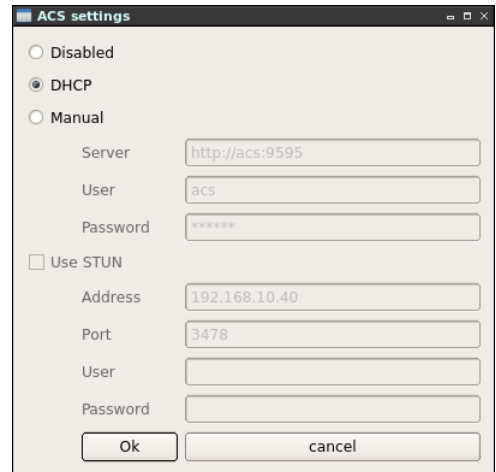 ACS settings
Disabled
DHCP
Manual
Server http://acs:9595
User acs
Password ******
Use STUN
Address 192.168.10.40
Port 3478
User
Password
Ok cancel